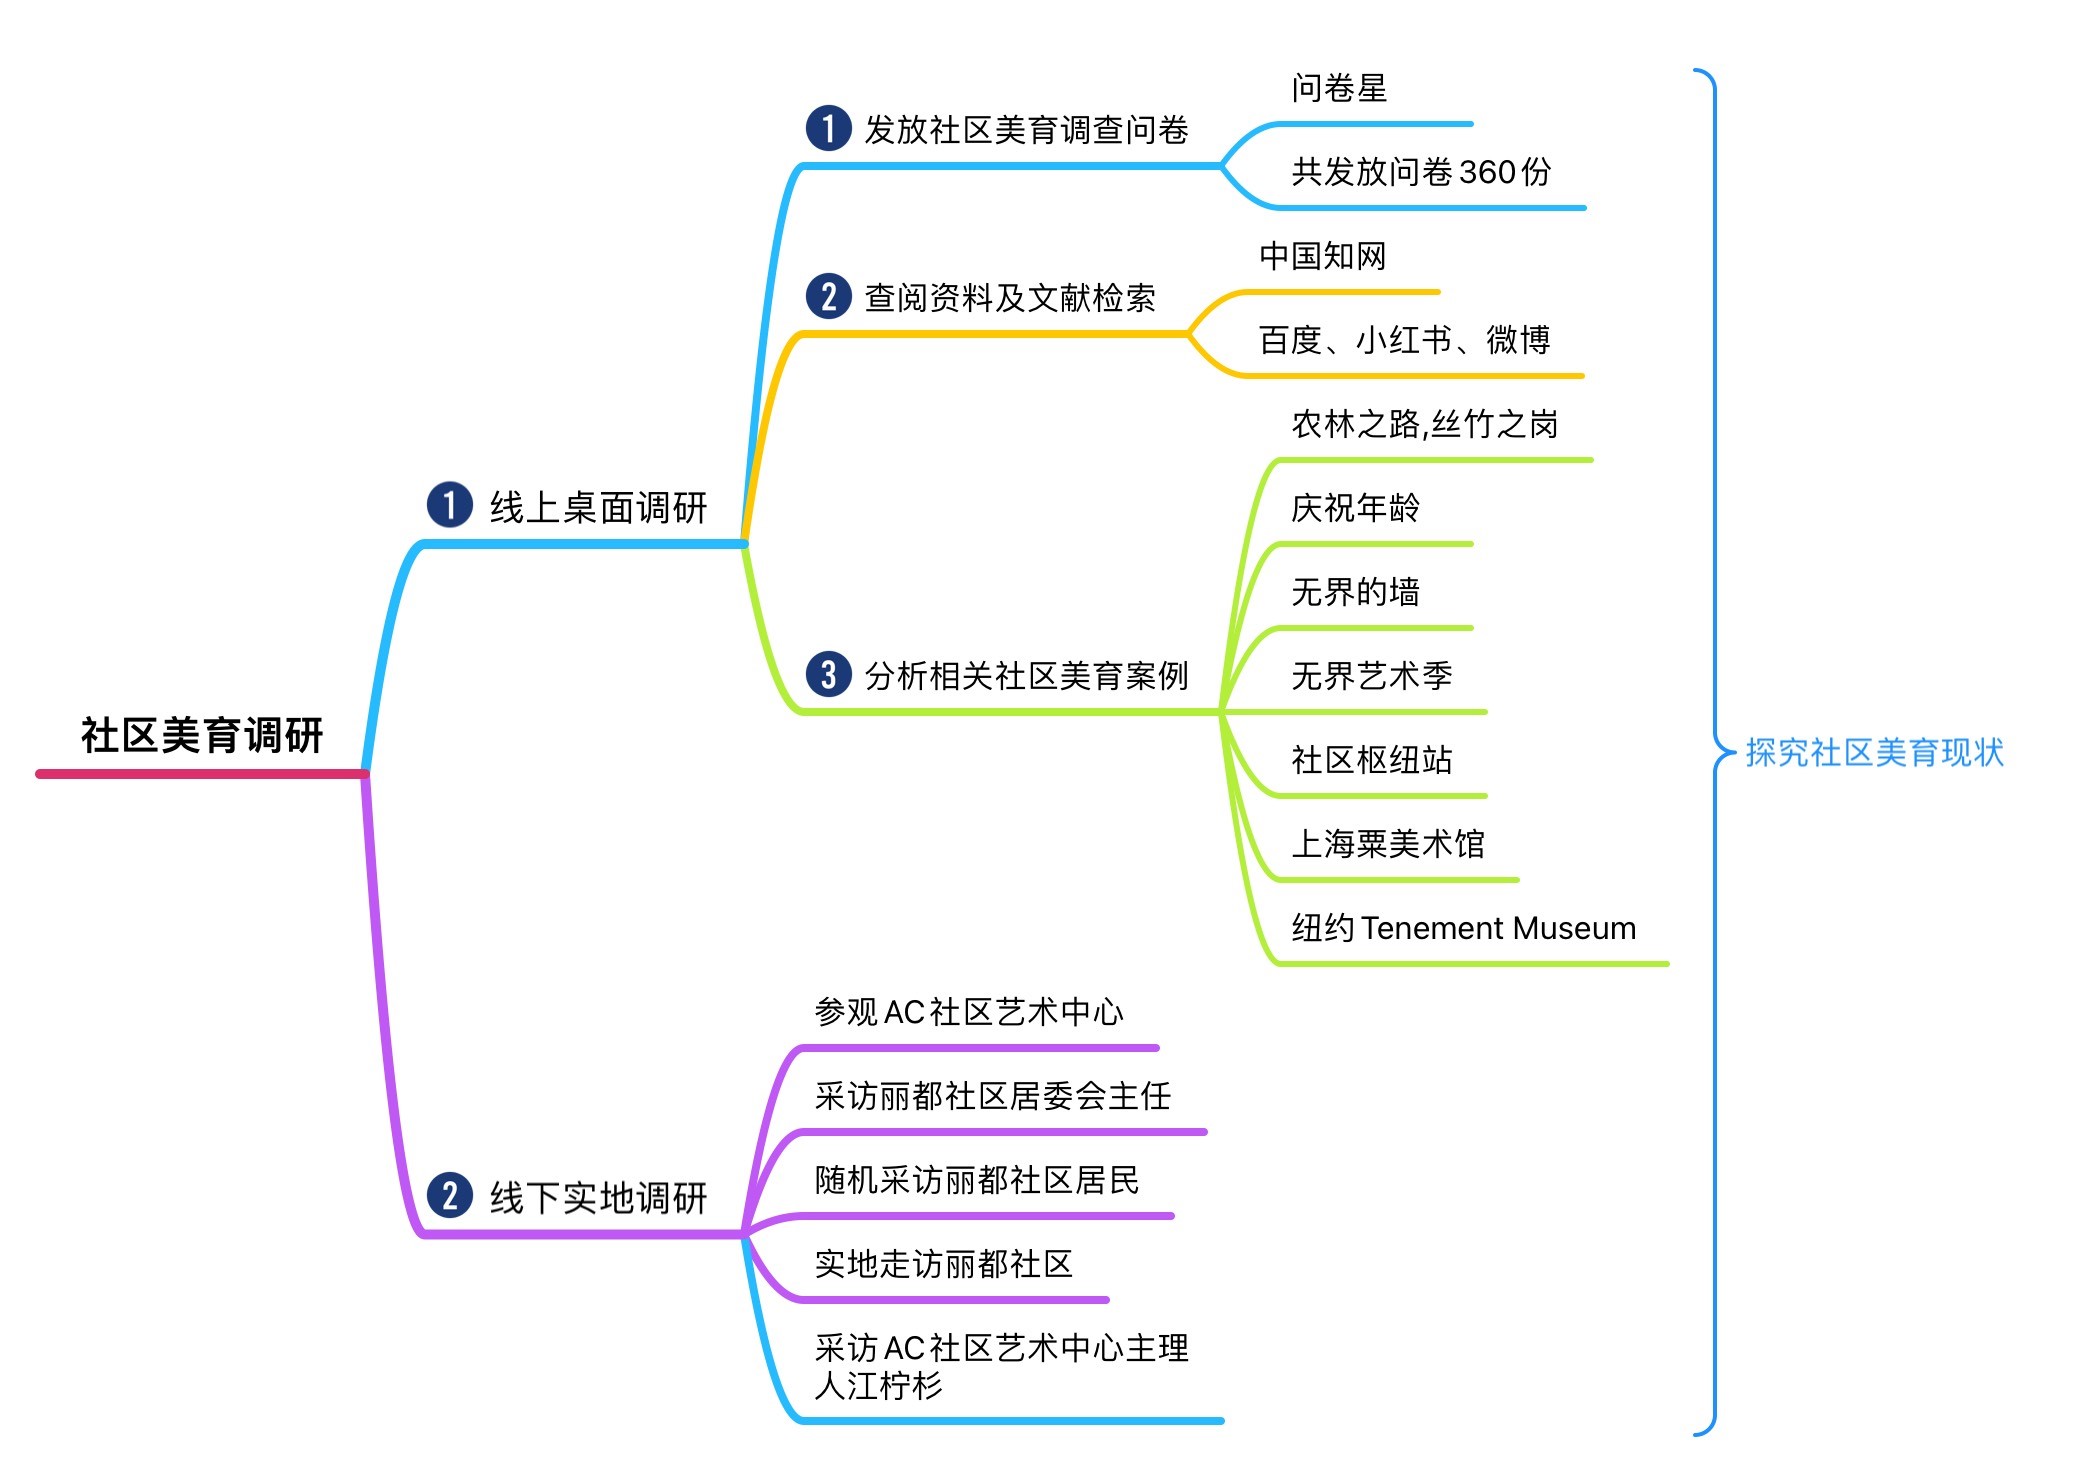 社区美育调研
1 线上桌面调研
1 发放社区美育调查问卷
问卷星
共发放问卷360份
2 查阅资料及文献检索
中国知网
百度、小红书、微博
3 分析相关社区美育案例
农林之路,丝竹之岗
庆祝年龄
无界的墙
无界艺术季
社区枢纽站
上海粟美术馆
纽约Tenement Museum
2 线下实地调研
参观AC社区艺术中心
采访丽都社区居委会主任
随机采访丽都社区居民
实地走访丽都社区
采访AC社区艺术中心主理
人江柠杉
探究社区美育现状